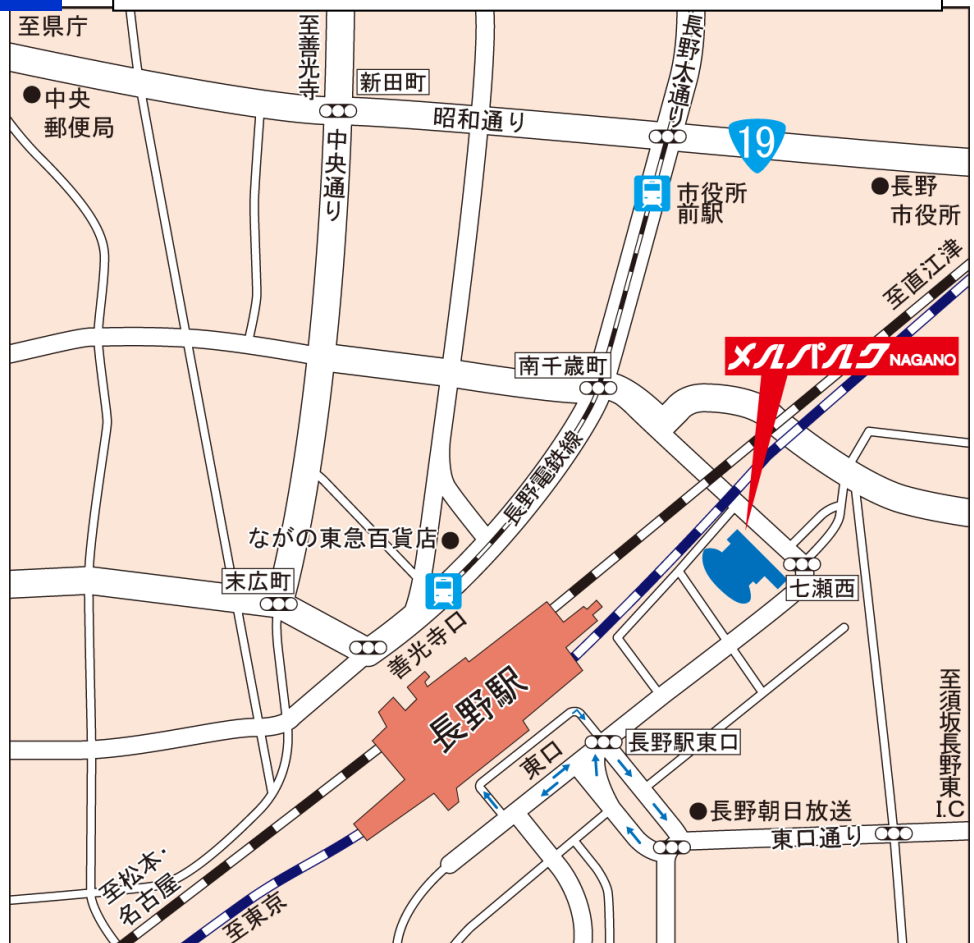 至県庁
至善光寺
新田町
長野大通り
中央
郵便局
昭和通り
19
中央通り
市役所
前駅
長野
市役所
至直江津
メルパルク NAGANO
南千歳町
長野電鉄線
ながの東急百貨店
末広町
七瀬西
善光寺口
長野駅
至須坂長野東I.C
東口
長野駅東口
長野朝日放送
東口通り
至松本・
名古屋
至東京